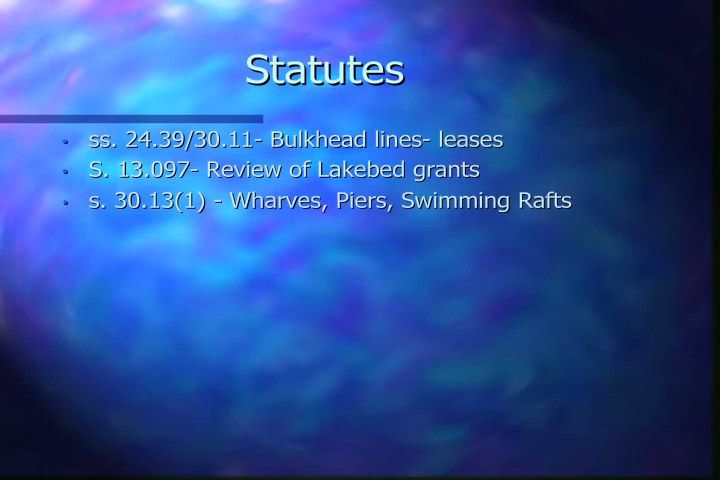 Statutes
• ss. 24.39/30.11- Bulkhead lines- leases
• S. 13.097- Review of Lakebed grants
• s. 30.13(1) - Wharves, Piers, Swimming Rafts